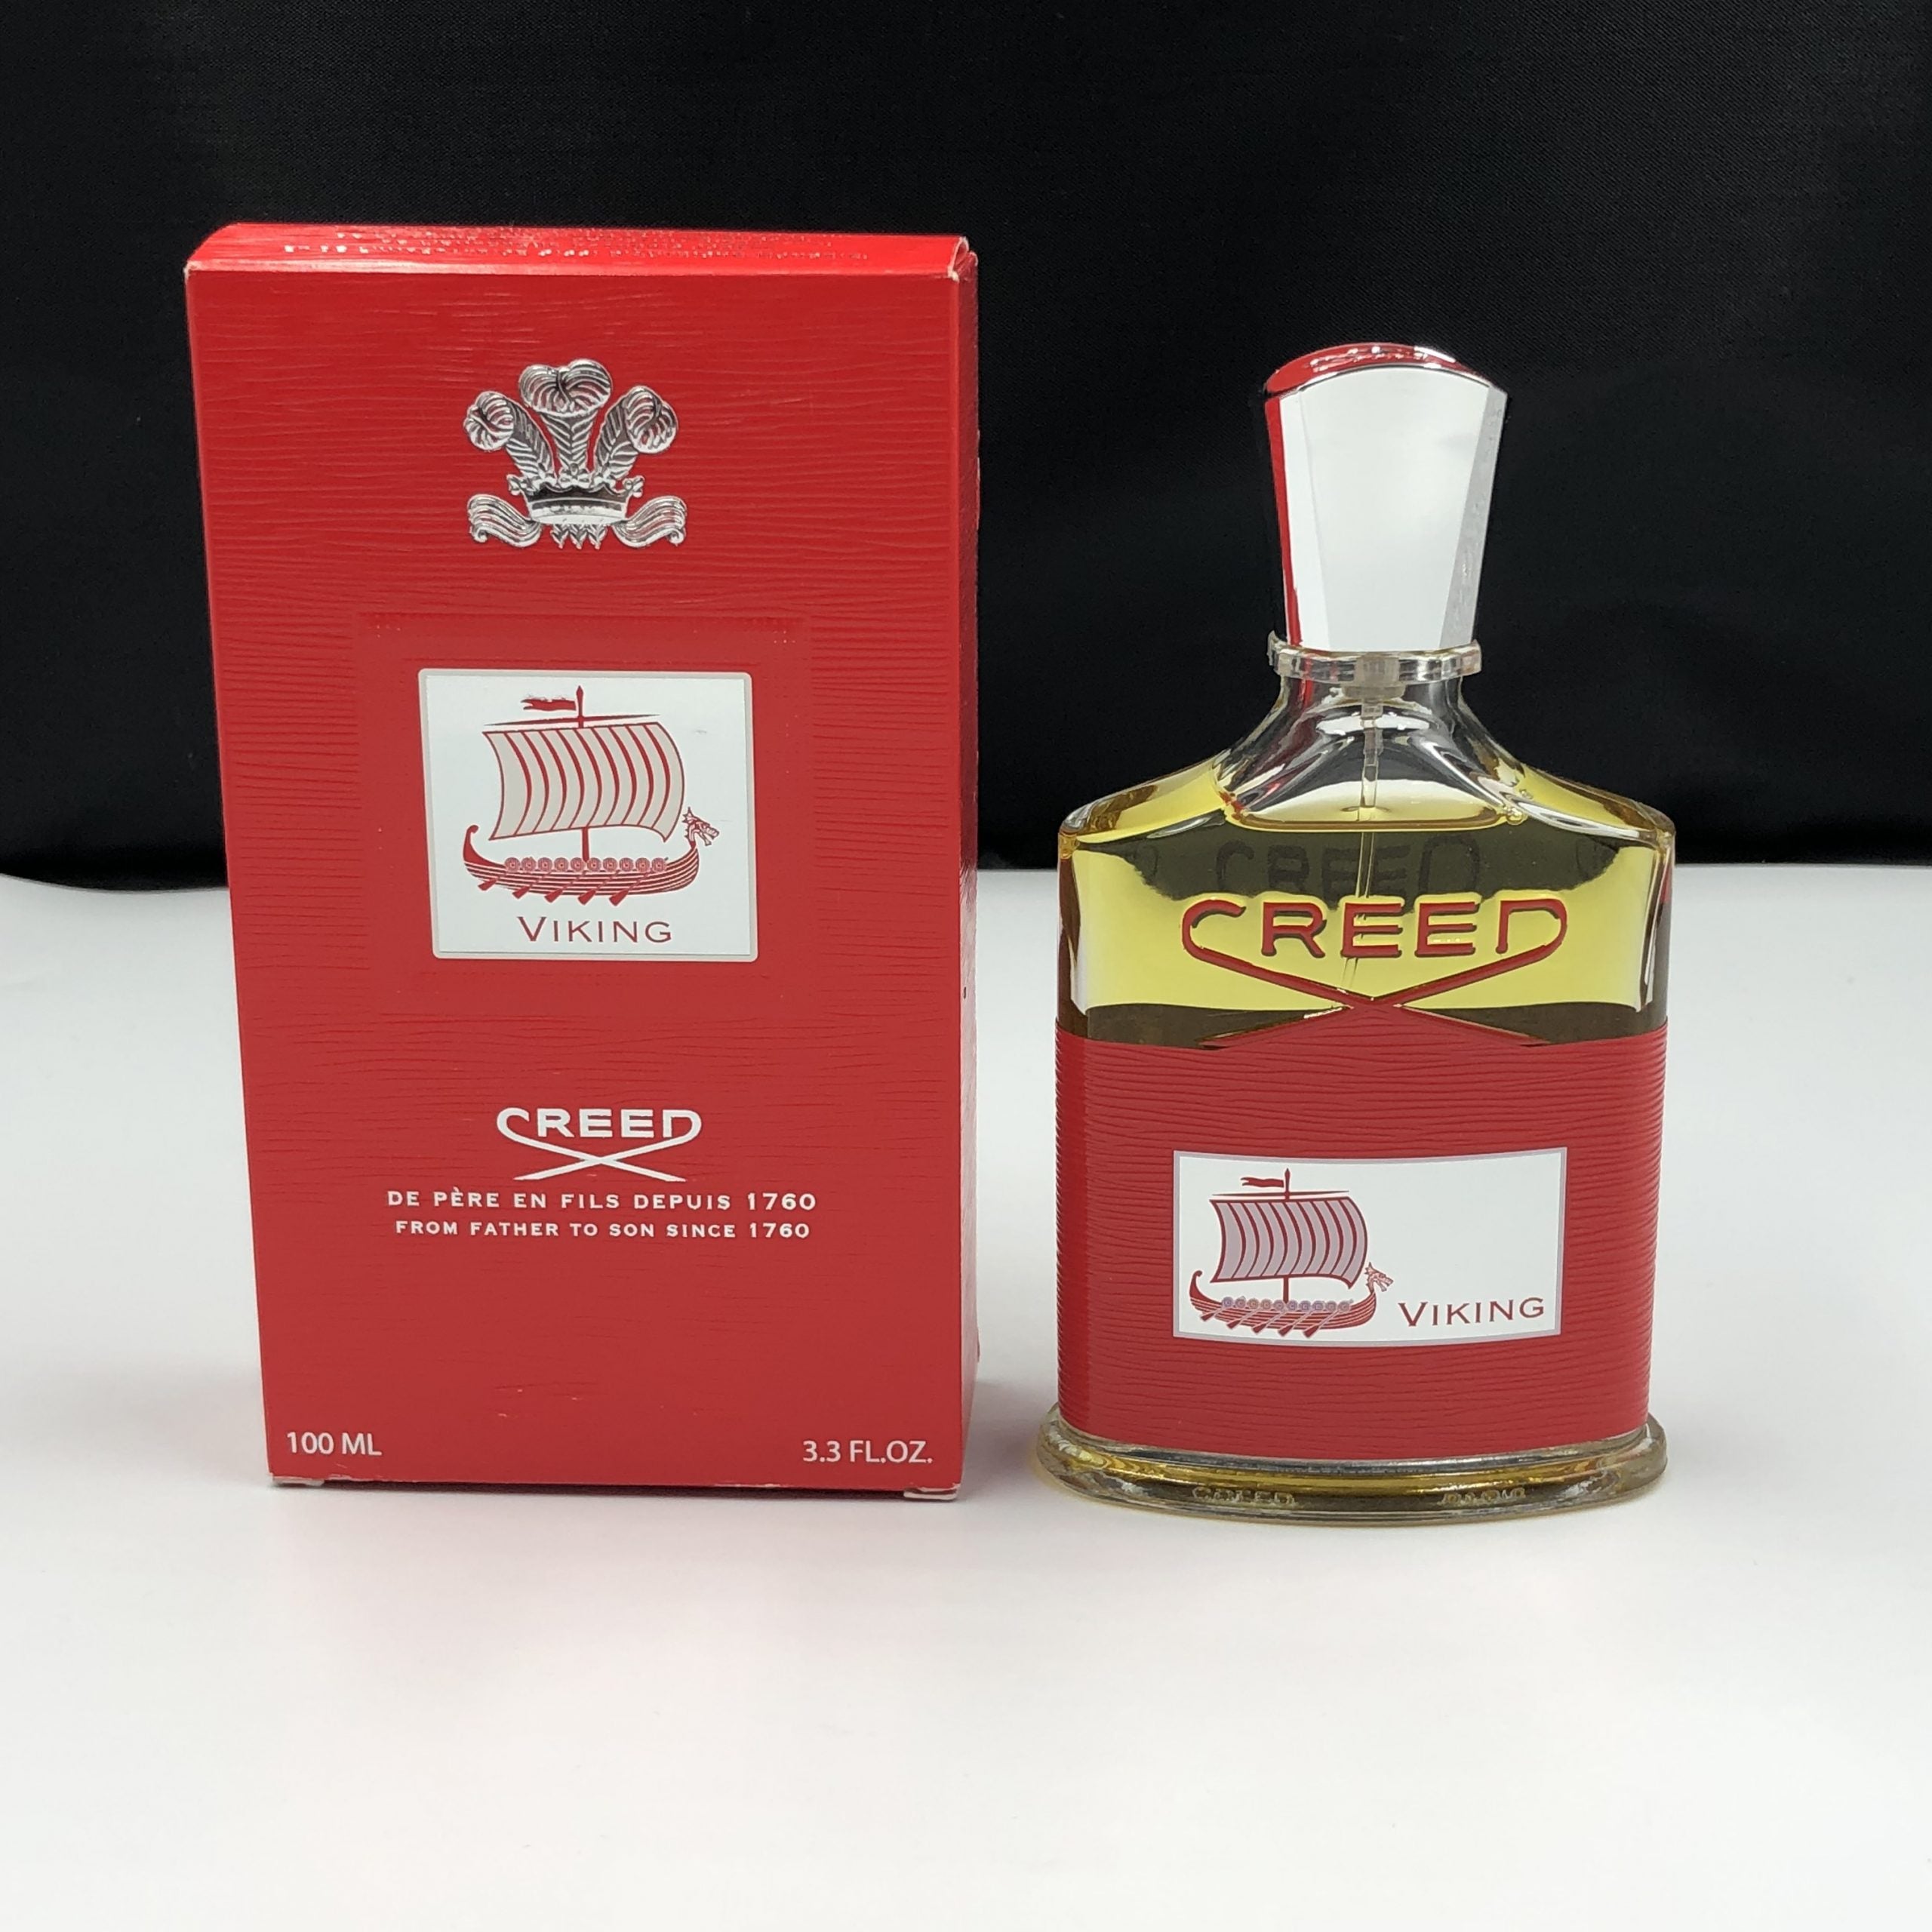 VIKING
CREED
DE PÈRE EN FILS DEPUIS 1760
FROM FATHER TO SON SINCE 1760
100 ML
3.3 FL.OZ.
CREED
VIKING
CREED